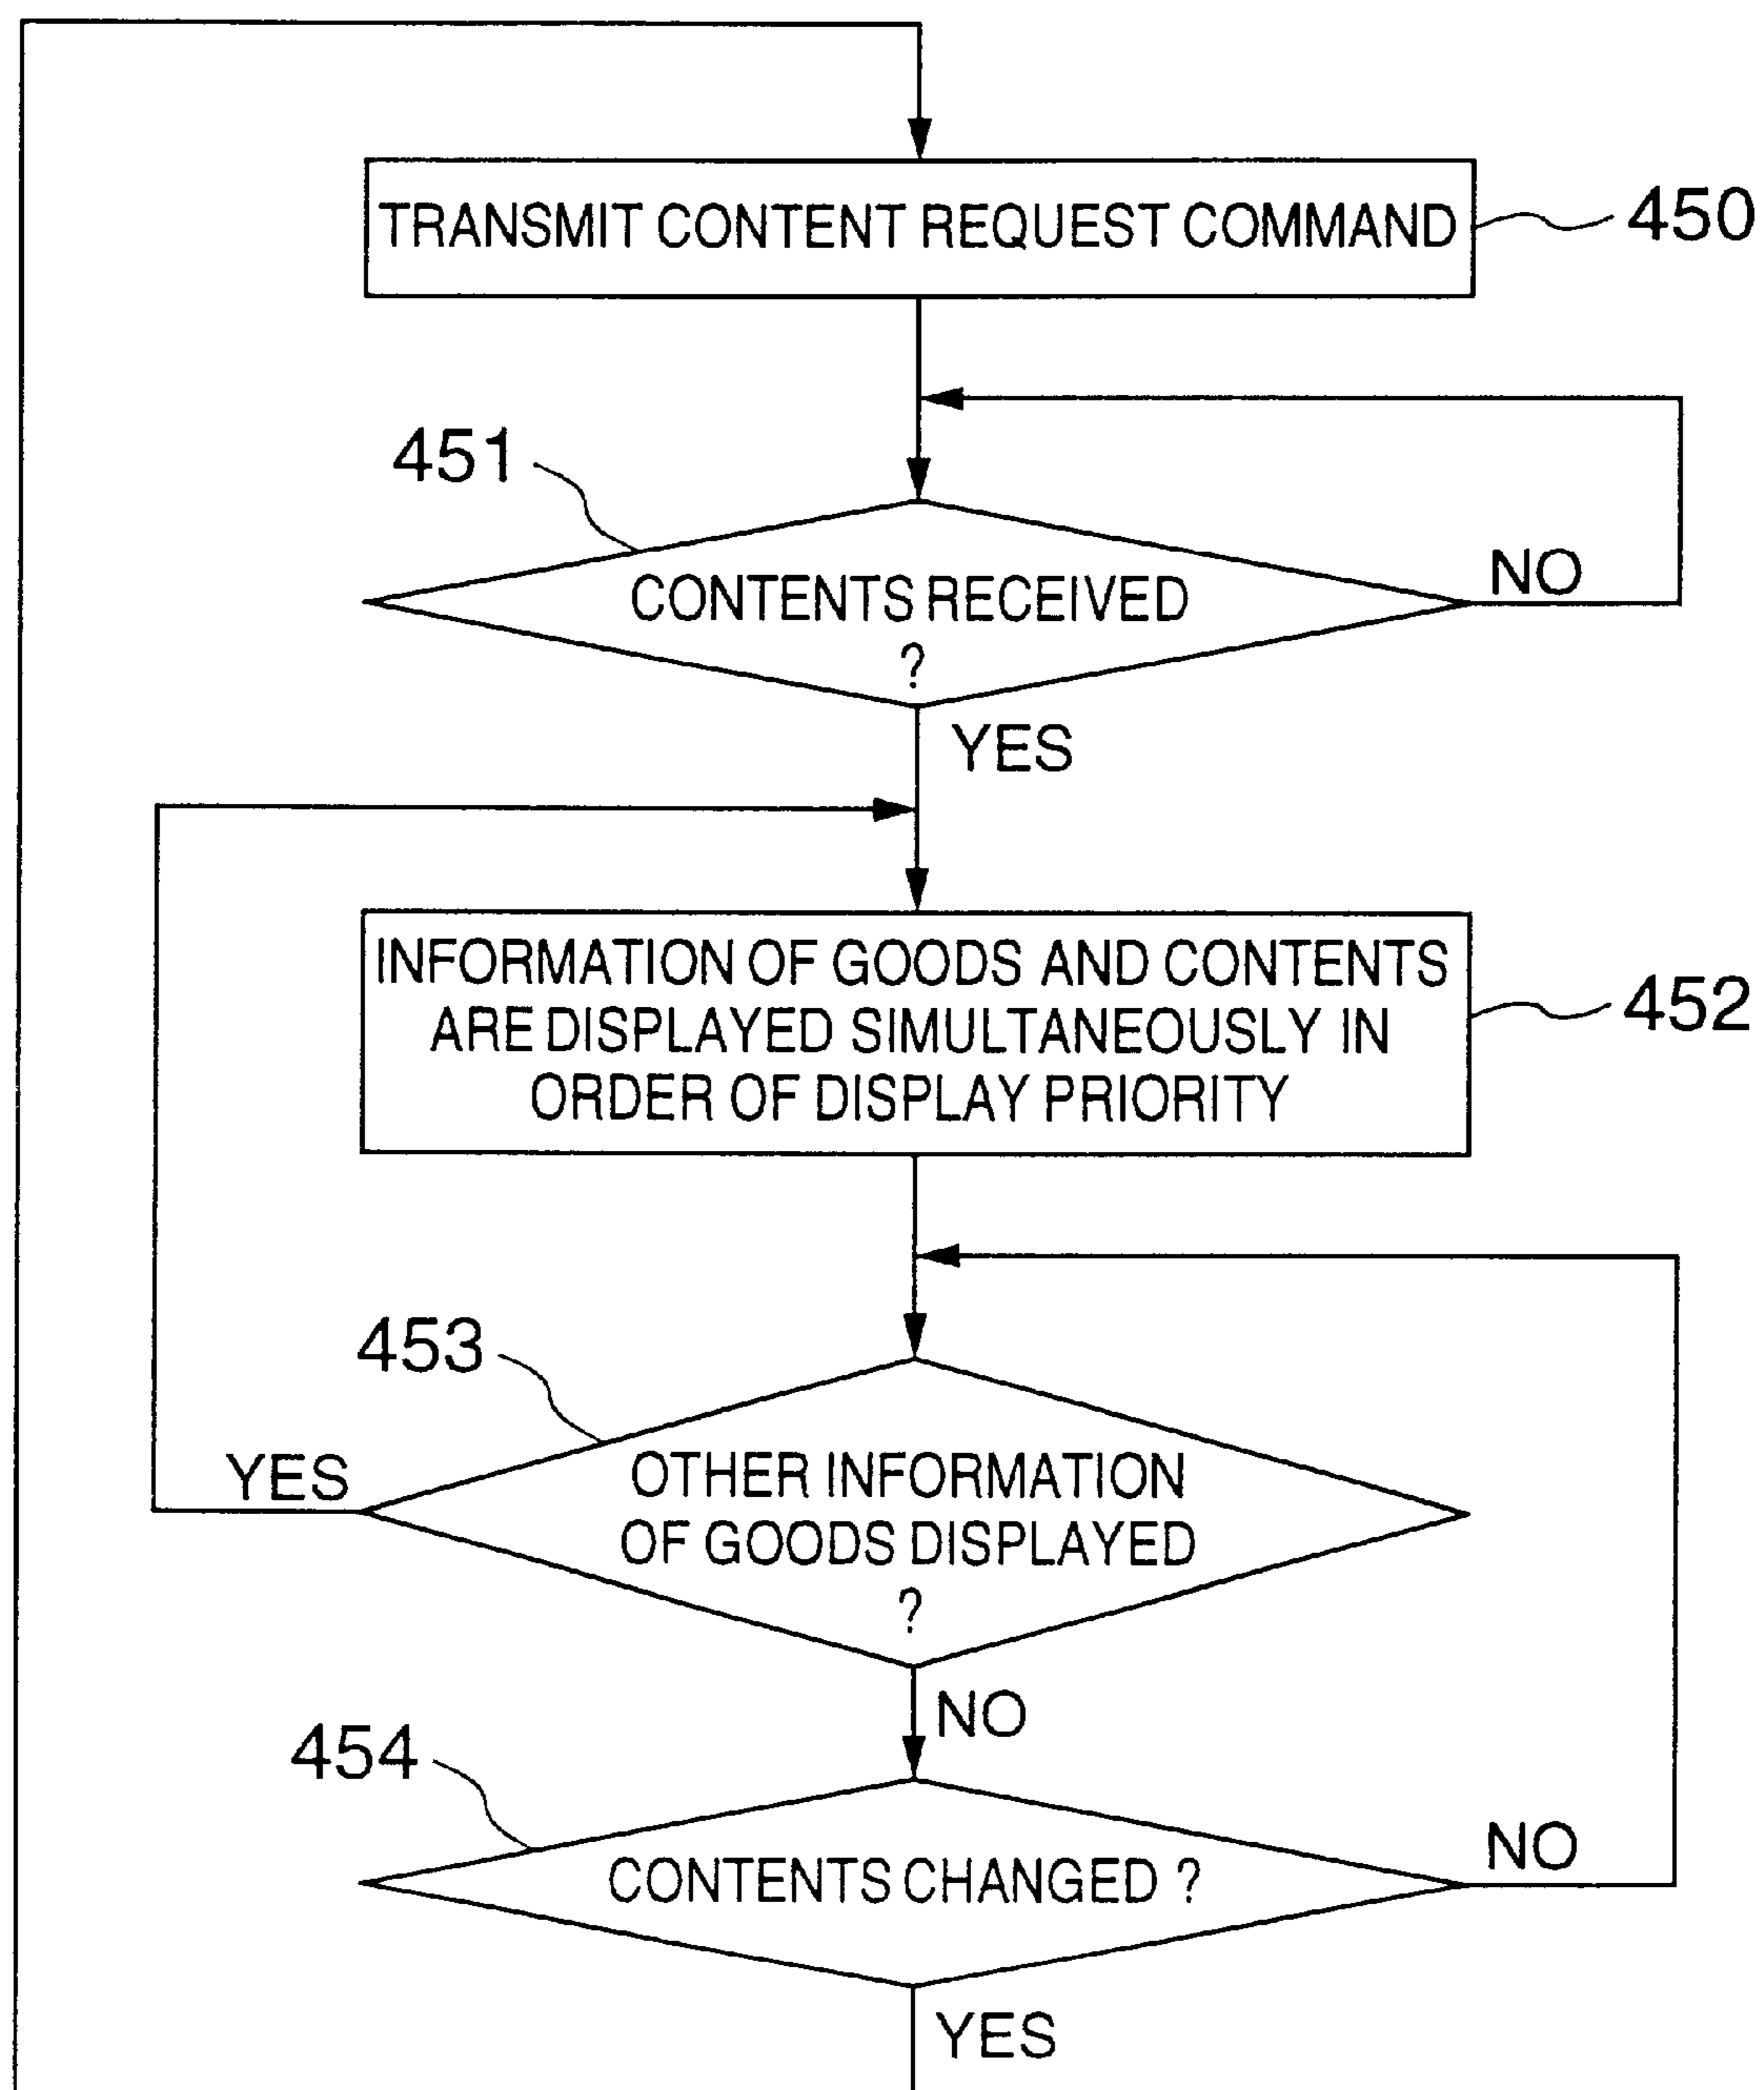 TRANSMIT CONTENT REQUEST COMMAND
450
451
CONTENTS RECEIVED
?
NO
YES
INFORMATION OF GOODS AND CONTENTS
ARE DISPLAYED SIMULTANEOUSLY IN
ORDER OF DISPLAY PRIORITY
452
453
YES
OTHER INFORMATION
OF GOODS DISPLAYED
?
NO
454
CONTENTS CHANGED ?
NO
YES